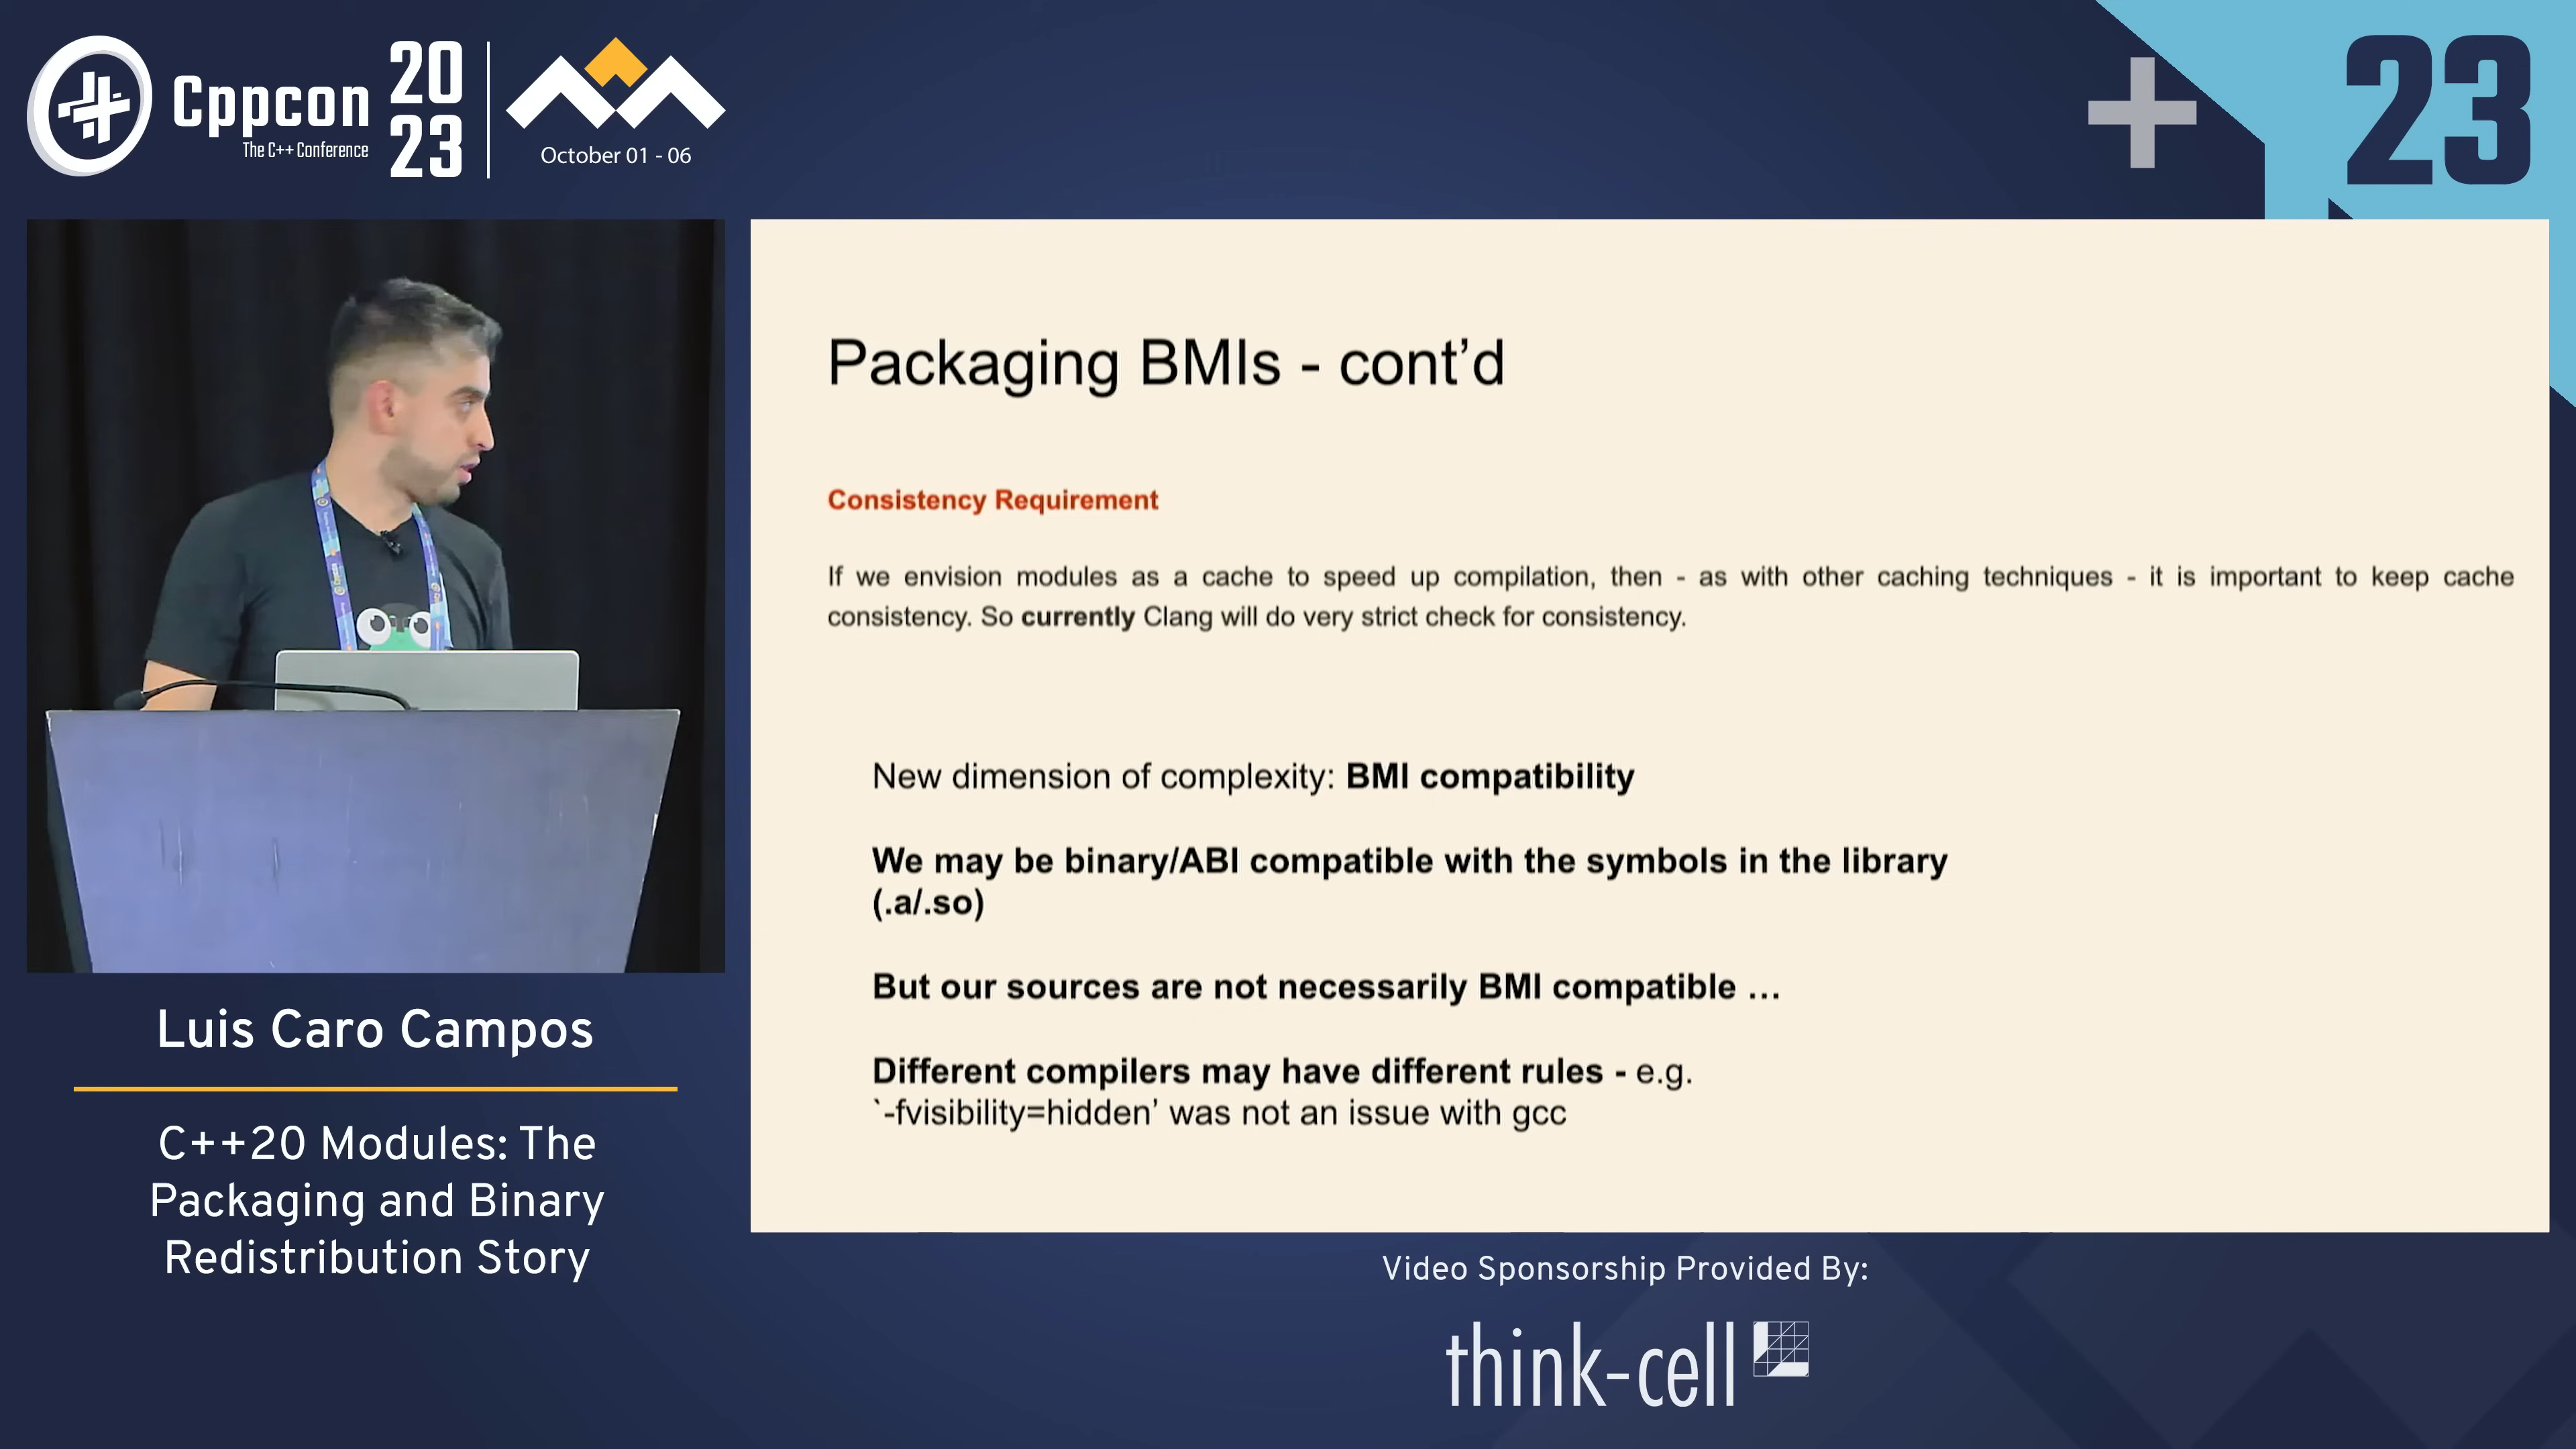 Cppcon
The C++ Conference
20
23
October 01 - 06
23
Packaging BMIs - cont’d
Consistency Requirement
If we envision modules as a cache to speed up compilation, then - as with other caching techniques - it is important to keep cache
consistency. So currently Clang will do very strict check for consistency.
New dimension of complexity: BMI compatibility
We may be binary/ABI compatible with the symbols in the library
(.a/.so)
But our sources are not necessarily BMI compatible …
Different compilers may have different rules - e.g.
`-fvisibility=hidden’ was not an issue with gcc
Luis Caro Campos
C++20 Modules: The
Packaging and Binary
Redistribution Story
Video Sponsorship Provided By:
think-cell